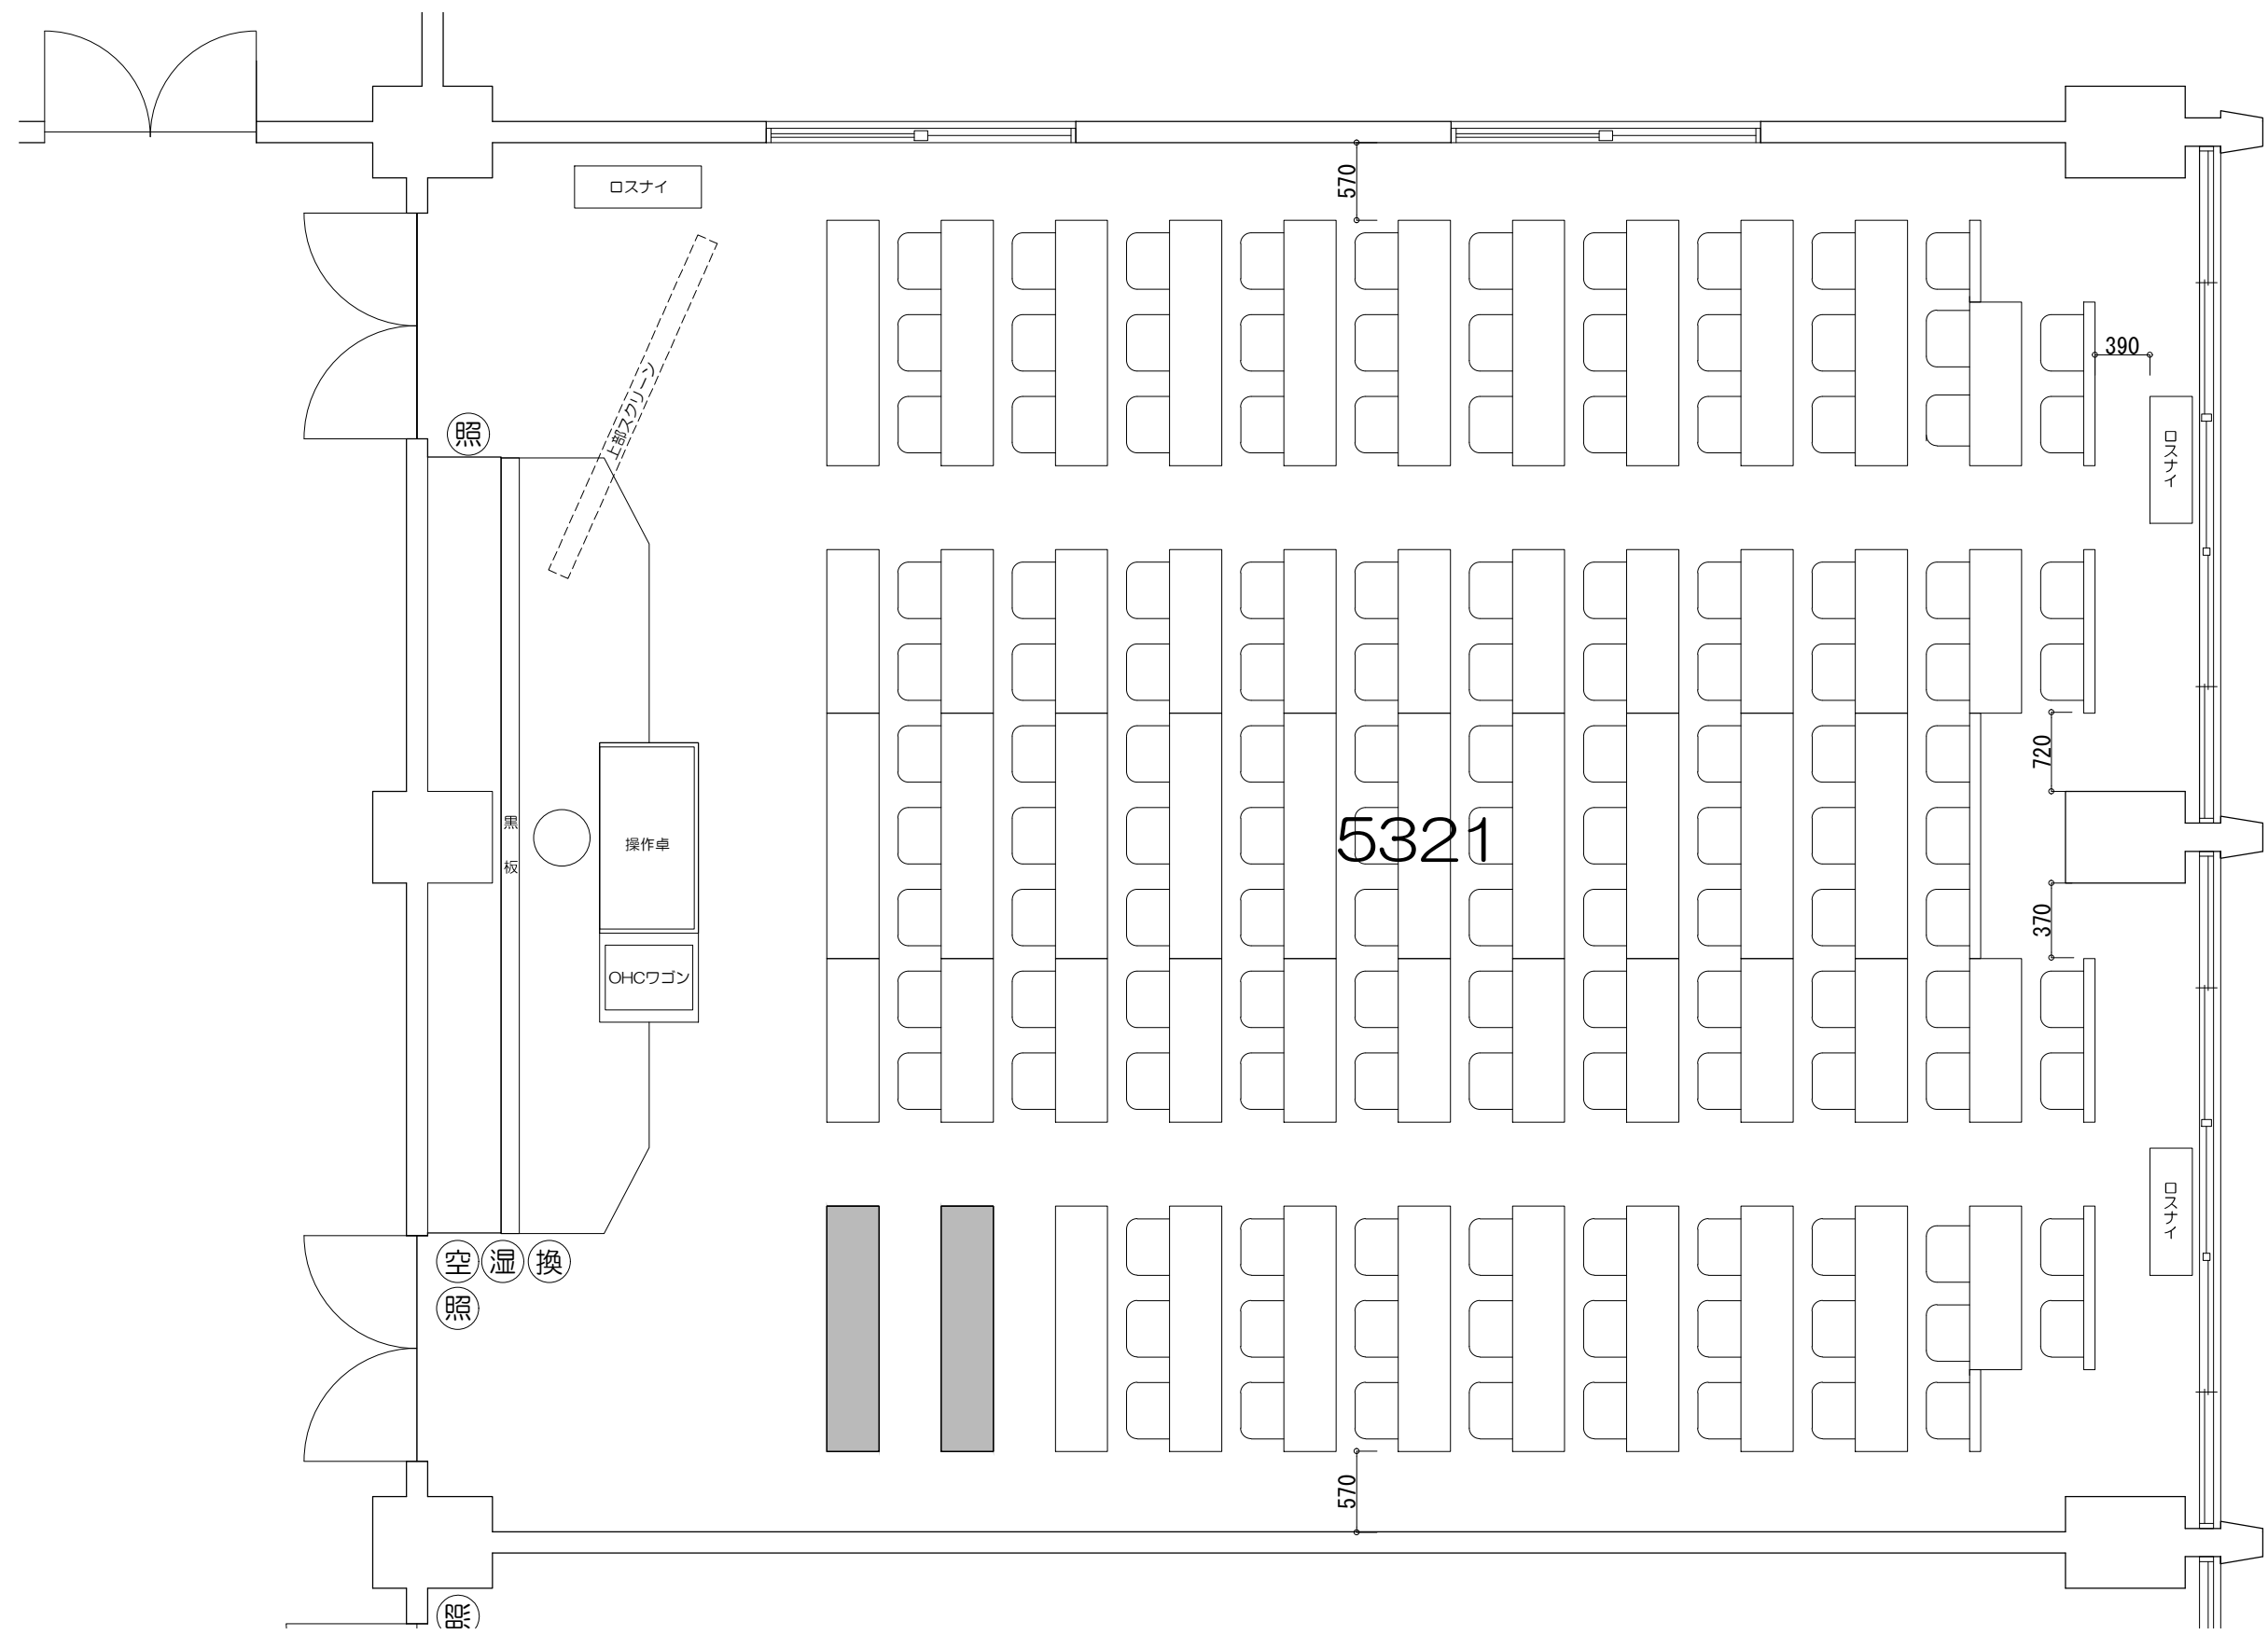 ロスナイ
570
390
上部スクリーン
照
ロスナイ
720
黒板
操作卓
5321
370
OHCワゴン
ロスナイ
空 湿 換
照
570